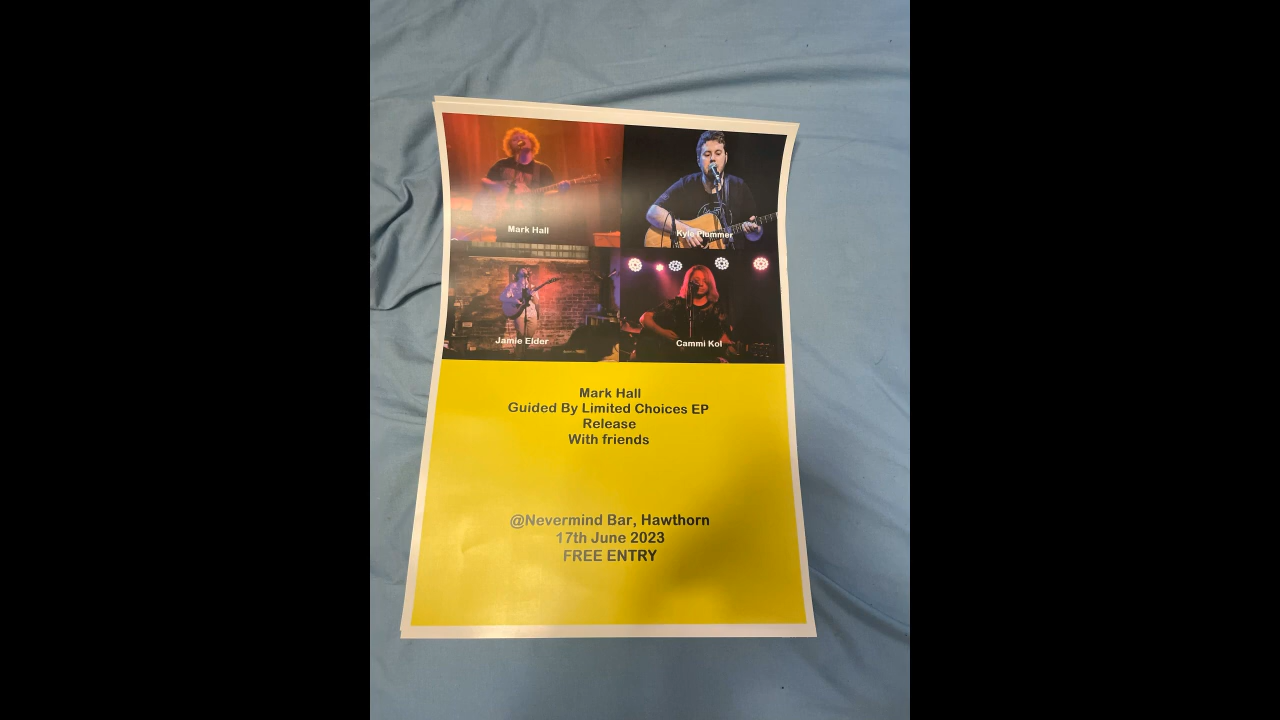 Mark Hall
Kyle Plummer
Jamie Elder
Cammi Kol
Mark Hall
Guided By Limited Choices EP
Release
With friends
@Nevermind Bar, Hawthorn
17th June 2023
FREE ENTRY